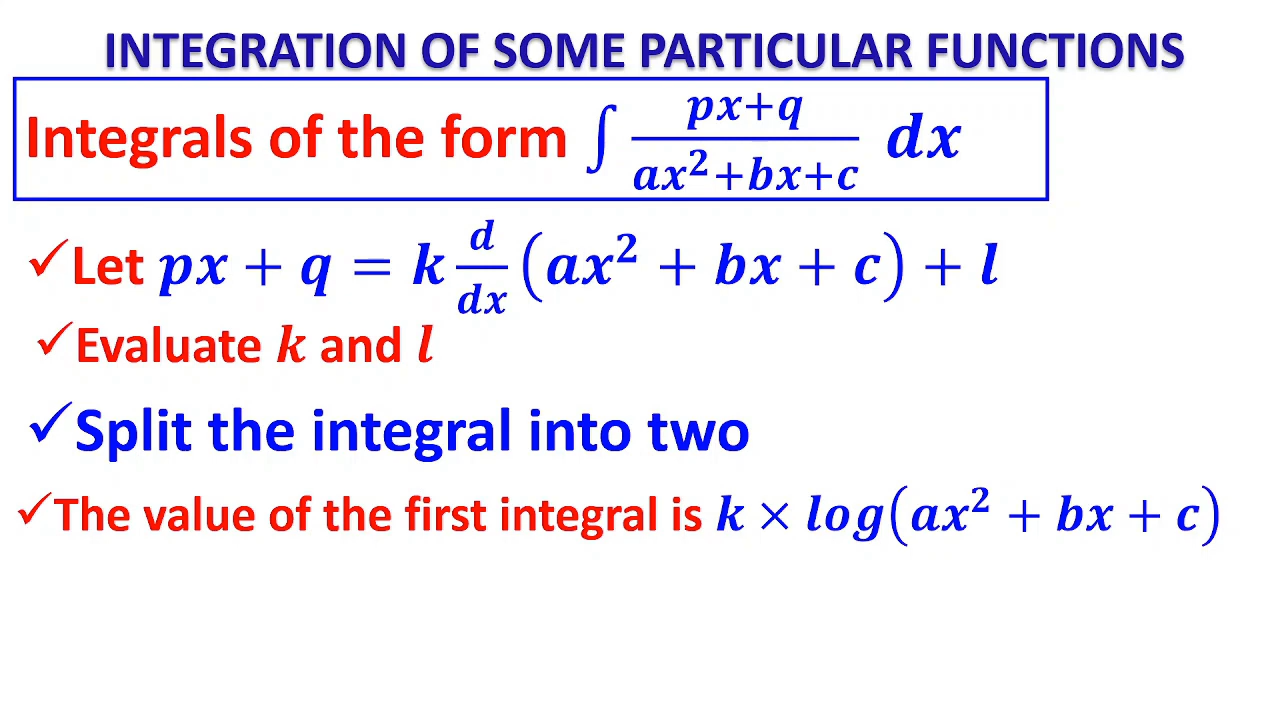 INTEGRATION OF SOME PARTICULAR FUNCTIONS
Integrals of the form ∫ (px+q)/(ax²+bx+c) dx
✓Let px + q = k d/dx (ax² + bx + c) + l
✓Evaluate k and l
✓Split the integral into two
✓The value of the first integral is k × log(ax² + bx + c)